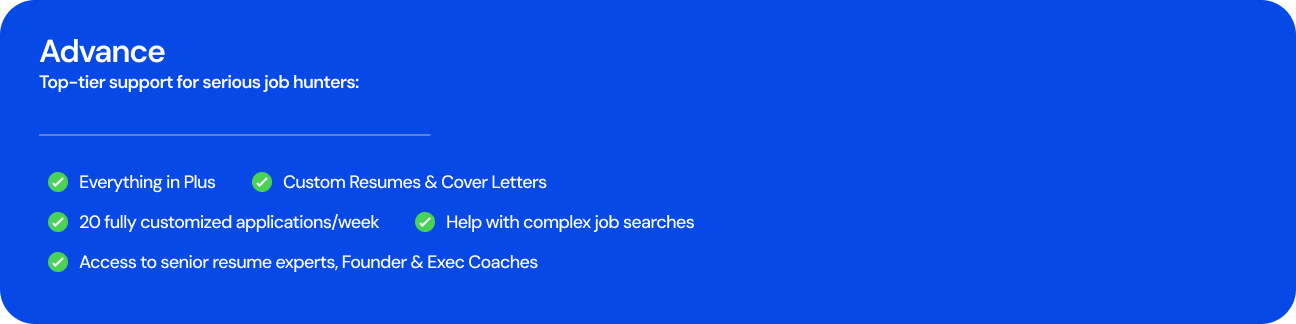 Advance
Top-tier support for serious job hunters:
Everything in Plus Custom Resumes & Cover Letters
20 fully customized applications/week Help with complex job searches
Access to senior resume experts, Founder & Exec Coaches